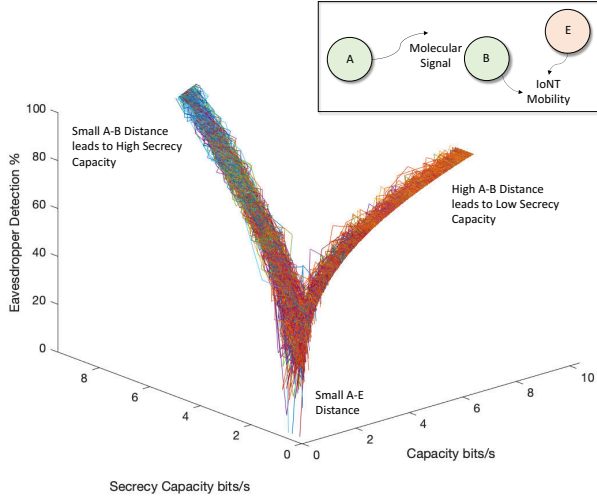 A
Molecular
Signal
B
E
IoNT
Mobility
Eavesdropper Detection %
100
80
60
40
20
0
Small A-B Distance
leads to High Secrecy
Capacity
High A-B Distance
leads to Low Secrecy
Capacity
Small A-E
Distance
8
6
4
2
0
0
2
4
6
8
10
Secrecy Capacity bits/s
Capacity bits/s